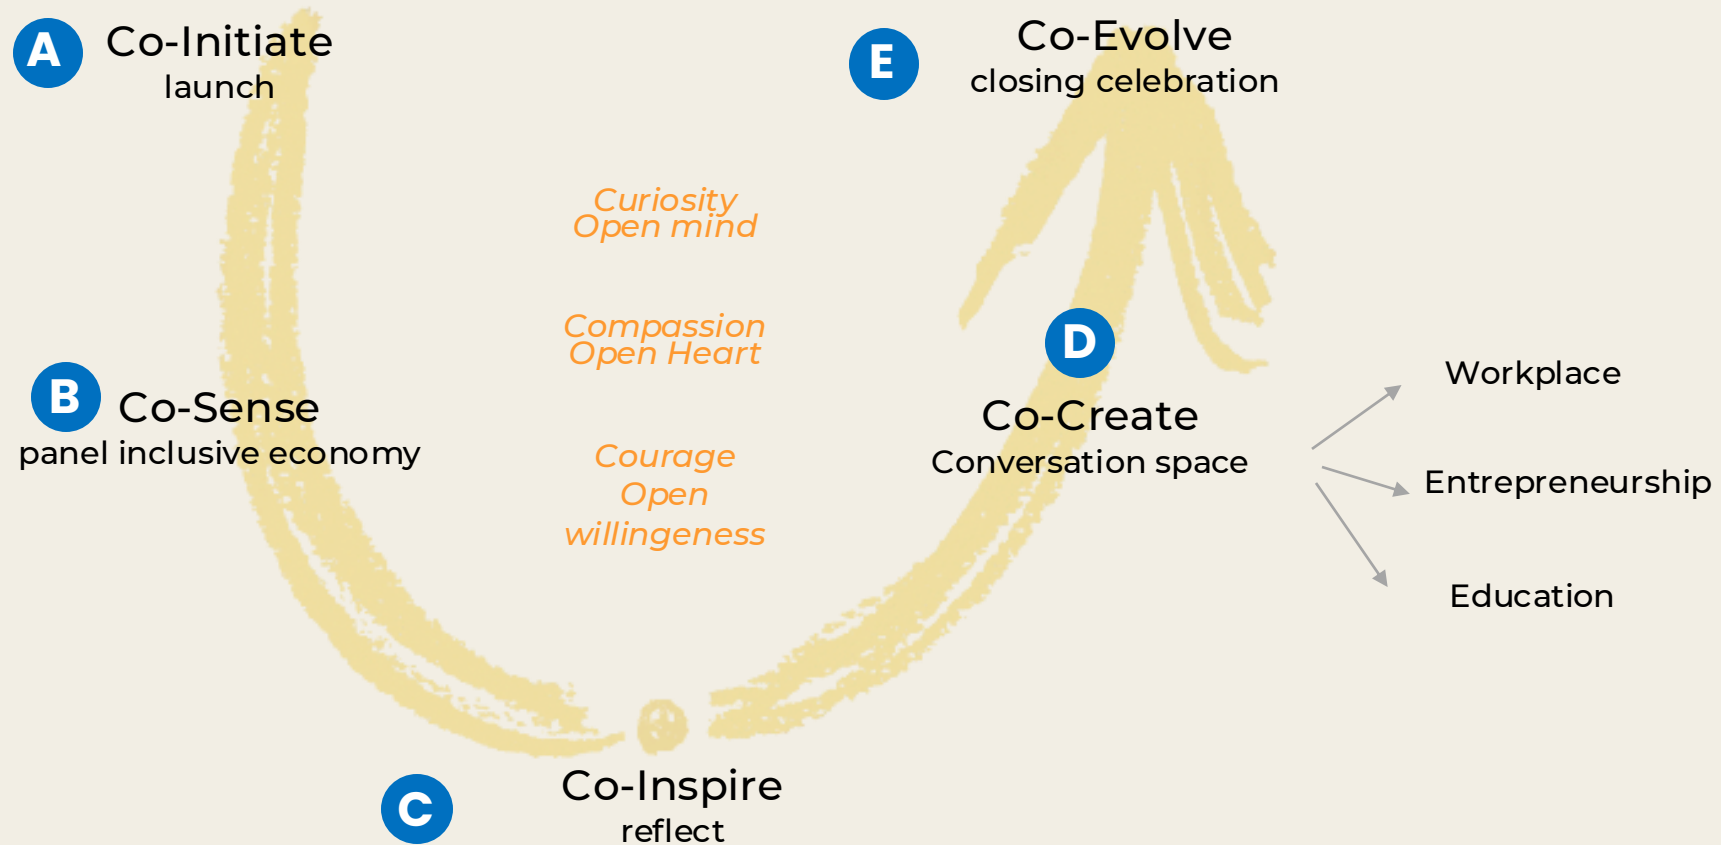 A
Co-Initiate
launch
B
Co-Sense
panel inclusive economy
C
Co-Inspire
reflect
D
Co-Create
Conversation space
E
Co-Evolve
closing celebration
Curiosity
Open mind
Compassion
Open Heart
Courage
Open
willingeness
Workplace
Entrepreneurship
Education